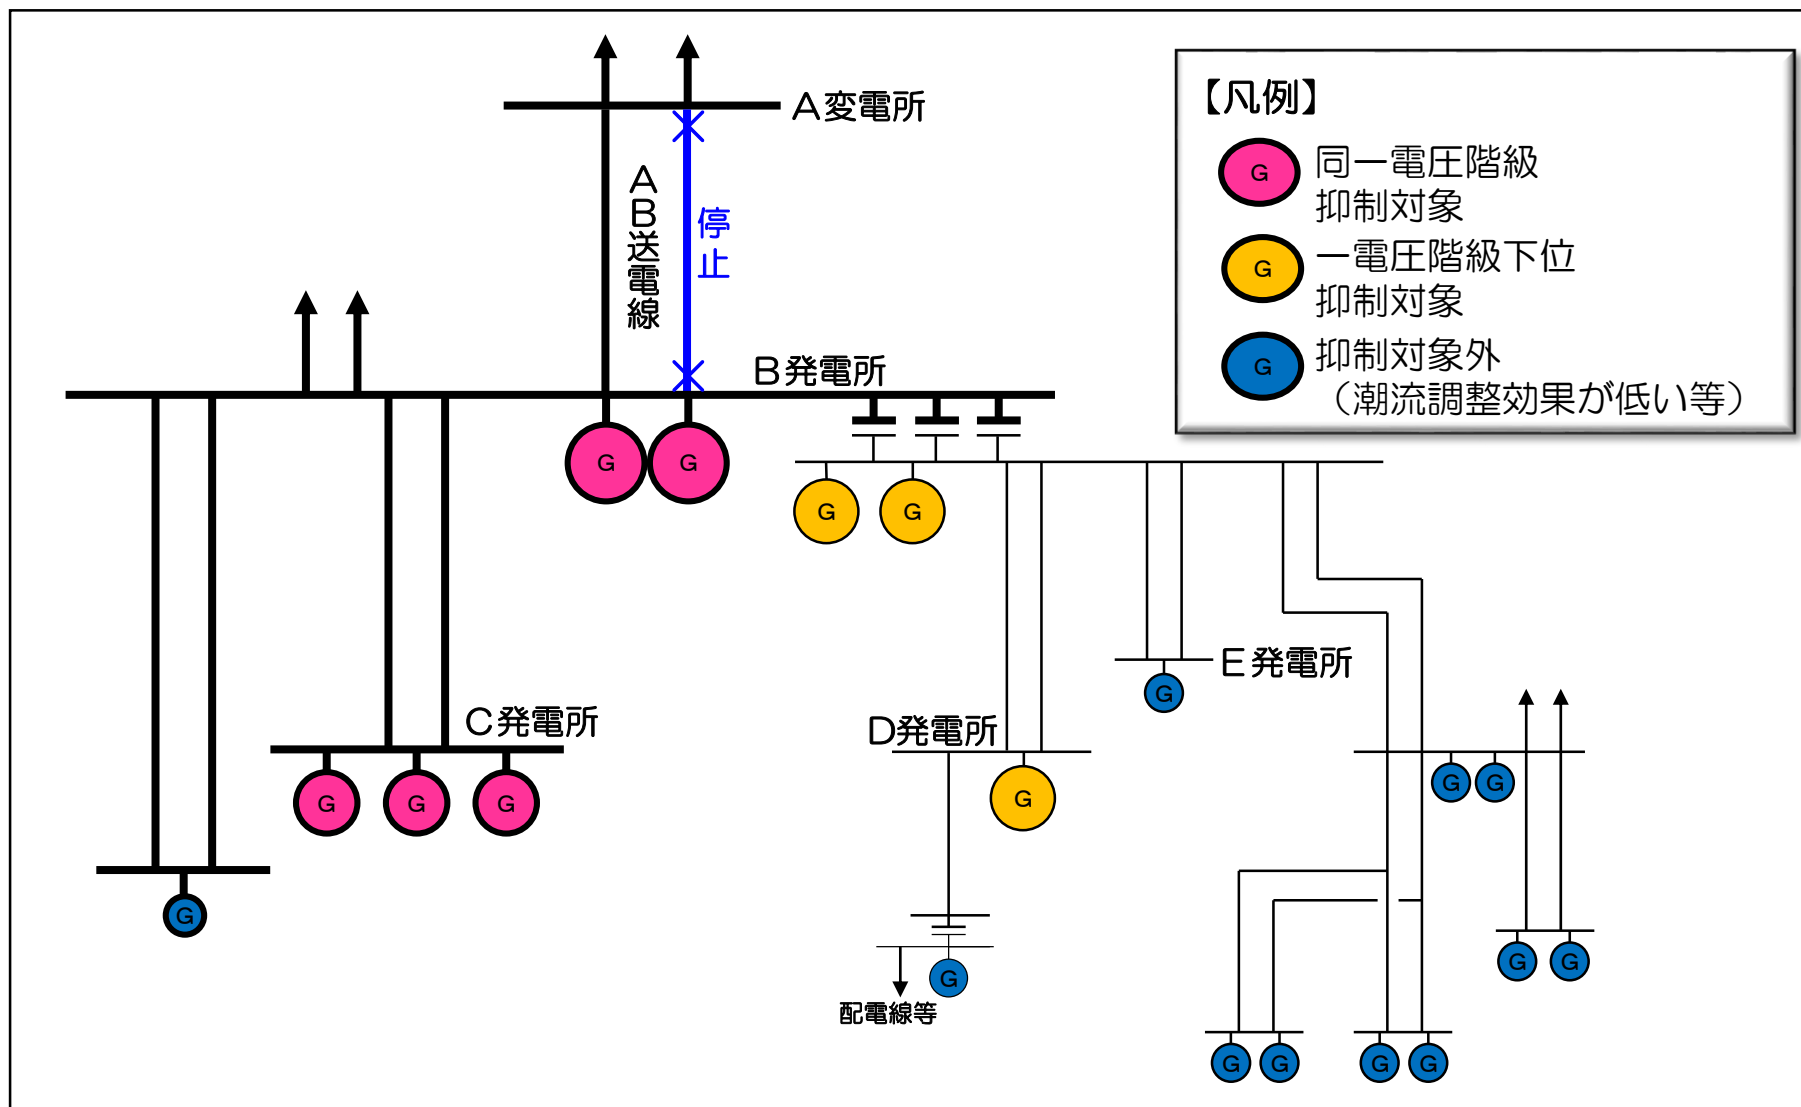 A変電所
AB送電線
停止
B発電所
【凡例】
G 同一電圧階級
抑制対象
G 一電圧階級下位
抑制対象
G 抑制対象外
（潮流調整効果が低い等）
G G
G G
E発電所
G
C発電所
G G G
D発電所
G
G G
G
G
G G
配電線等
G G G G